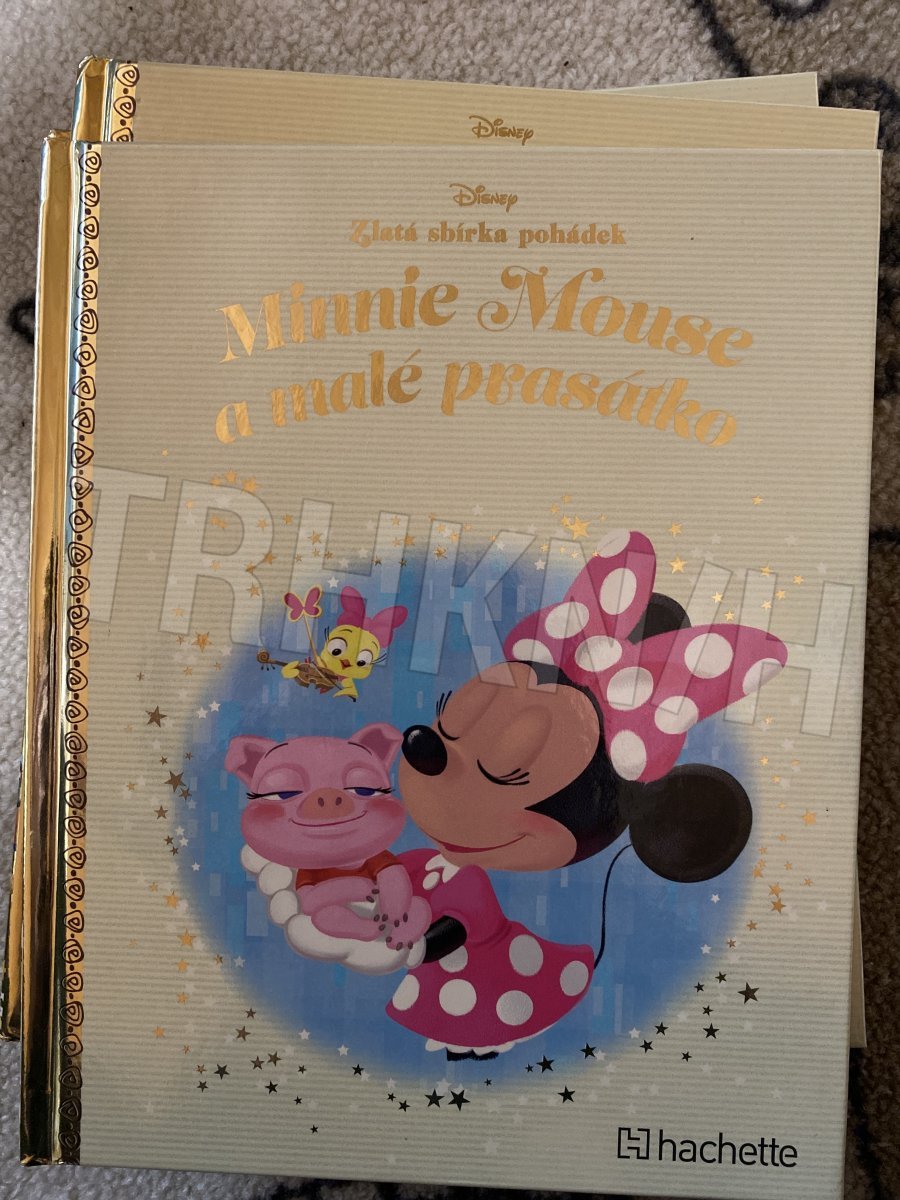 Disney
Disney
Zlatá sbírka pohádek
Minnie Mouse
a malé prasátko
TRHKNIH
hachette